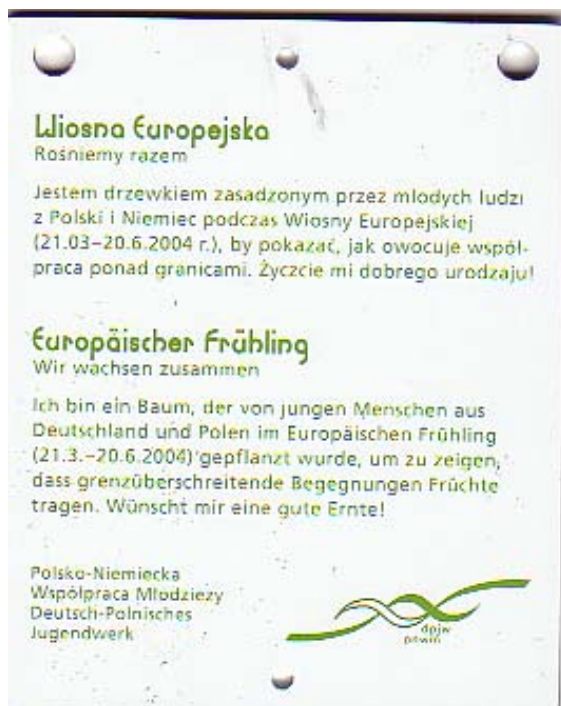 Wiosna Europejska
Rośniemy razem
Jestem drzewkiem zasadzonym przez młodych ludzi
z Polski i Niemiec podczas Wiosny Europejskiej
(21.03–20.6.2004 r.), by pokazać, jak owocuje współ-
praca ponad granicami. Życzcie mi dobrego urodzaju!
Europäischer Frühling
Wir wachsen zusammen
Ich bin ein Baum, der von jungen Menschen aus
Deutschland und Polen im Europäischen Frühling
(21.3.–20.6.2004) gepflanzt wurde, um zu zeigen,
dass grenzüberschreitende Begegnungen Früchte
tragen. Wünscht mir eine gute Ernte!
Polsko-Niemiecka
Współpraca Młodzieży
Deutsch-Polnisches
Jugendwerk
dpjw
pnwm